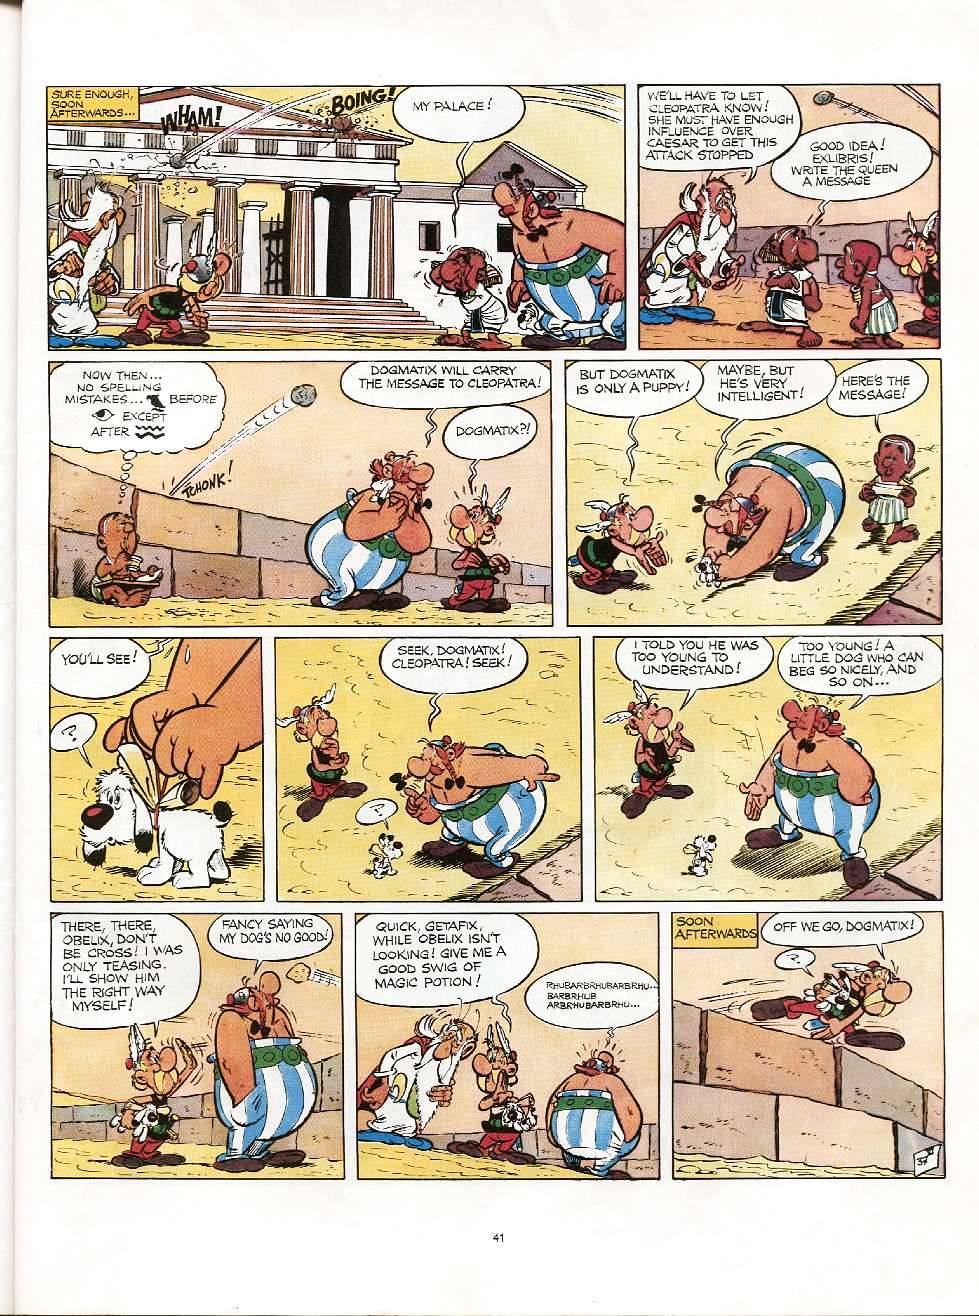 SURE ENOUGH,
SOON
AFTERWARDS...
WHAM!
BOING!
MY PALACE!
WE'LL HAVE TO LET
CLEOPATRA KNOW!
SHE MUST HAVE ENOUGH
INFLUENCE OVER
CAESAR TO GET THIS
ATTACK STOPPED
GOOD IDEA!
EXLIBRIS!
WRITE THE QUEEN
A MESSAGE
NOW THEN...
NO SPELLING
MISTAKES... BEFORE
EXCEPT
AFTER
TCHONK!
DOGMATIX WILL CARRY
THE MESSAGE TO CLEOPATRA!
DOGMATIX?!
BUT DOGMATIX
IS ONLY A PUPPY!
MAYBE, BUT
HE'S VERY
INTELLIGENT!
HERE'S THE
MESSAGE!
YOU'LL SEE!
?
SEEK, DOGMATIX!
CLEOPATRA! SEEK!
?
I TOLD YOU HE WAS
TOO YOUNG TO
UNDERSTAND!
TOO YOUNG! A
LITTLE DOG WHO CAN
BEG SO NICELY, AND
SO ON...
THERE, THERE,
OBELIX, DON'T
BE CROSS! I WAS
ONLY TEASING.
I'LL SHOW HIM
THE RIGHT WAY
MYSELF!
FANCY SAYING
MY DOG'S NO GOOD!
QUICK, GETAFIX,
WHILE OBELIX ISN'T
LOOKING! GIVE ME A
GOOD SWIG OF
MAGIC POTION!
RHUBARBRHUBARBRHU...
BARBRHUB
ARBRHUBARBRHU...
SOON
AFTERWARDS
OFF WE GO, DOGMATIX!
?
41